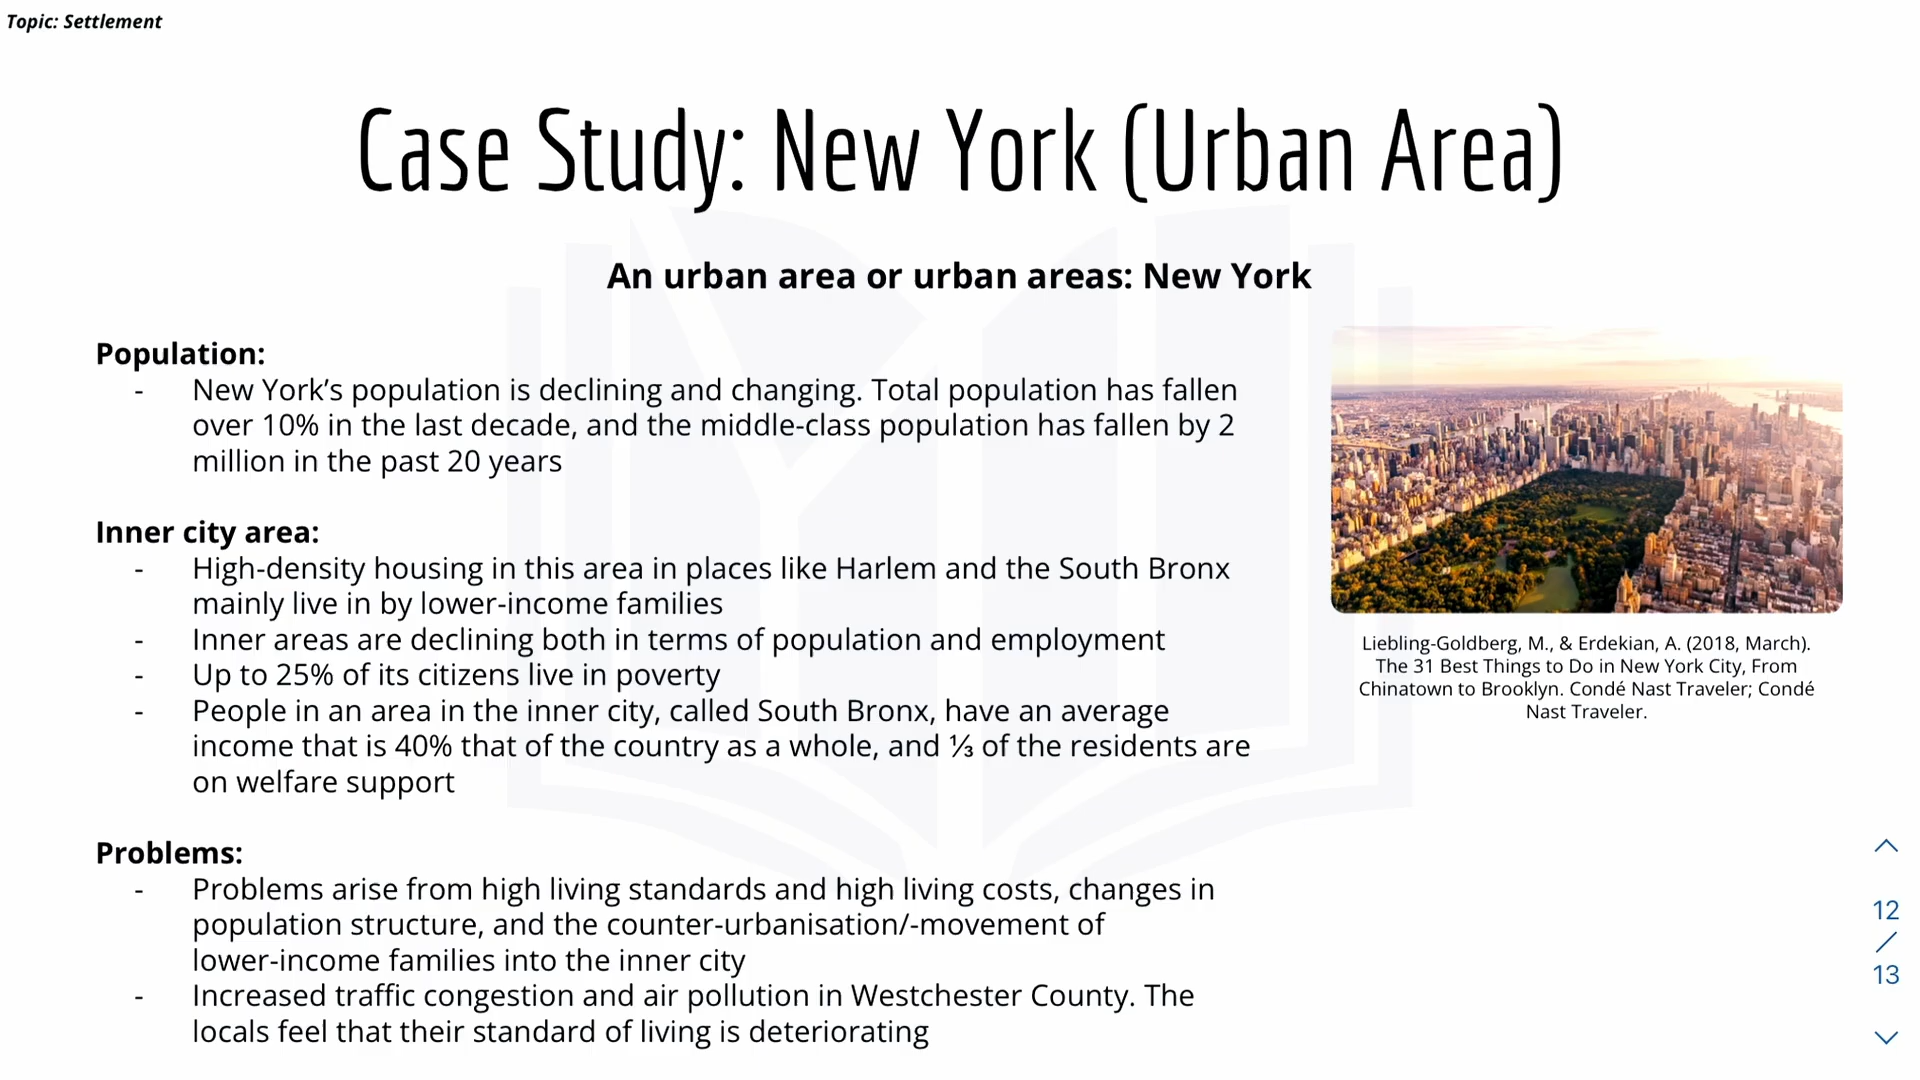 Topic: Settlement
Case Study: New York (Urban Area)
An urban area or urban areas: New York
Population:
- New York’s population is declining and changing. Total population has fallen
over 10% in the last decade, and the middle-class population has fallen by 2
million in the past 20 years
Inner city area:
- High-density housing in this area in places like Harlem and the South Bronx
mainly live in by lower-income families
- Inner areas are declining both in terms of population and employment
- Up to 25% of its citizens live in poverty
- People in an area in the inner city, called South Bronx, have an average
income that is 40% that of the country as a whole, and ⅓ of the residents are
on welfare support
Problems:
- Problems arise from high living standards and high living costs, changes in
population structure, and the counter-urbanisation/-movement of
lower-income families into the inner city
- Increased traffic congestion and air pollution in Westchester County. The
locals feel that their standard of living is deteriorating
Liebling-Goldberg, M., & Erdekian, A. (2018, March).
The 31 Best Things to Do in New York City, From
Chinatown to Brooklyn. Condé Nast Traveler; Condé
Nast Traveler.
12
/
13